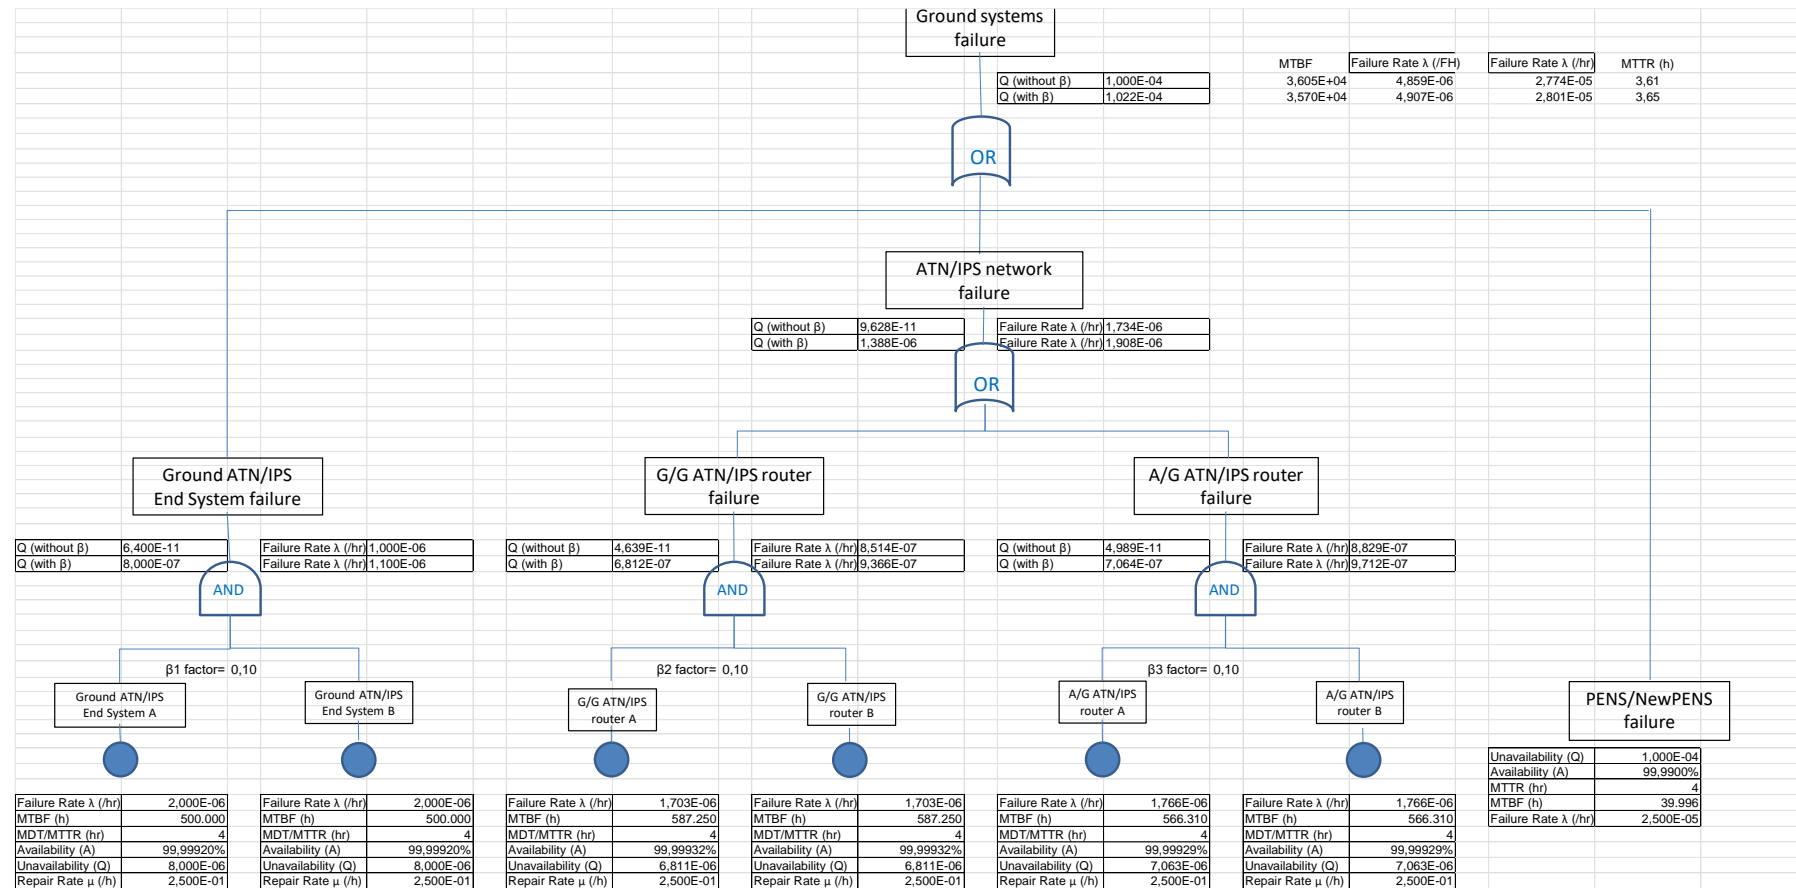 Ground systems
failure
MTBF Failure Rate λ (/FH) Failure Rate λ (/hr) MTTR (h)
Q (without β) 1,000E-04 3,605E+04 4,859E-06 2,774E-05 3,61
Q (with β) 1,022E-04 3,570E+04 4,907E-06 2,801E-05 3,65
OR
ATN/IPS network
failure
Q (without β) 9,628E-11 Failure Rate λ (/hr) 1,734E-06
Q (with β) 1,388E-06 Failure Rate λ (/hr) 1,908E-06
OR
Ground ATN/IPS
End System failure
G/G ATN/IPS router
failure
A/G ATN/IPS router
failure
Q (without β) 6,400E-11 Failure Rate λ (/hr) 1,000E-06 Q (without β) 4,639E-11 Failure Rate λ (/hr) 8,514E-07 Q (without β) 4,989E-11 Failure Rate λ (/hr) 8,829E-07
Q (with β) 8,000E-07 Failure Rate λ (/hr) 1,100E-06 Q (with β) 6,812E-07 Failure Rate λ (/hr) 9,366E-07 Q (with β) 7,064E-07 Failure Rate λ (/hr) 9,712E-07
AND AND AND
β1 factor= 0,10 β2 factor= 0,10 β3 factor= 0,10
Ground ATN/IPS
End System A
Ground ATN/IPS
End System B
G/G ATN/IPS
router A
G/G ATN/IPS
router B
A/G ATN/IPS
router A
A/G ATN/IPS
router B
PENS/NewPENS
failure
Unavailability (Q) 1,000E-04
Availability (A) 99,9900%
MTTR (hr) 4
MTBF (h) 39.996
Failure Rate λ (/hr) 2,500E-05
Failure Rate λ (/hr) 2,000E-06 Failure Rate λ (/hr) 2,000E-06 Failure Rate λ (/hr) 1,703E-06 Failure Rate λ (/hr) 1,703E-06 Failure Rate λ (/hr) 1,766E-06 Failure Rate λ (/hr) 1,766E-06
MTBF (h) 500.000 MTBF (h) 500.000 MTBF (h) 587.250 MTBF (h) 587.250 MTBF (h) 566.310 MTBF (h) 566.310
MDT/MTTR (hr) 4 MDT/MTTR (hr) 4 MDT/MTTR (hr) 4 MDT/MTTR (hr) 4 MDT/MTTR (hr) 4 MDT/MTTR (hr) 4
Availability (A) 99,99920% Availability (A) 99,99920% Availability (A) 99,99932% Availability (A) 99,99932% Availability (A) 99,99929% Availability (A) 99,99929%
Unavailability (Q) 8,000E-06 Unavailability (Q) 8,000E-06 Unavailability (Q) 6,811E-06 Unavailability (Q) 6,811E-06 Unavailability (Q) 7,063E-06 Unavailability (Q) 7,063E-06
Repair Rate μ (/h) 2,500E-01 Repair Rate μ (/h) 2,500E-01 Repair Rate μ (/h) 2,500E-01 Repair Rate μ (/h) 2,500E-01 Repair Rate μ (/h) 2,500E-01 Repair Rate μ (/h) 2,500E-01